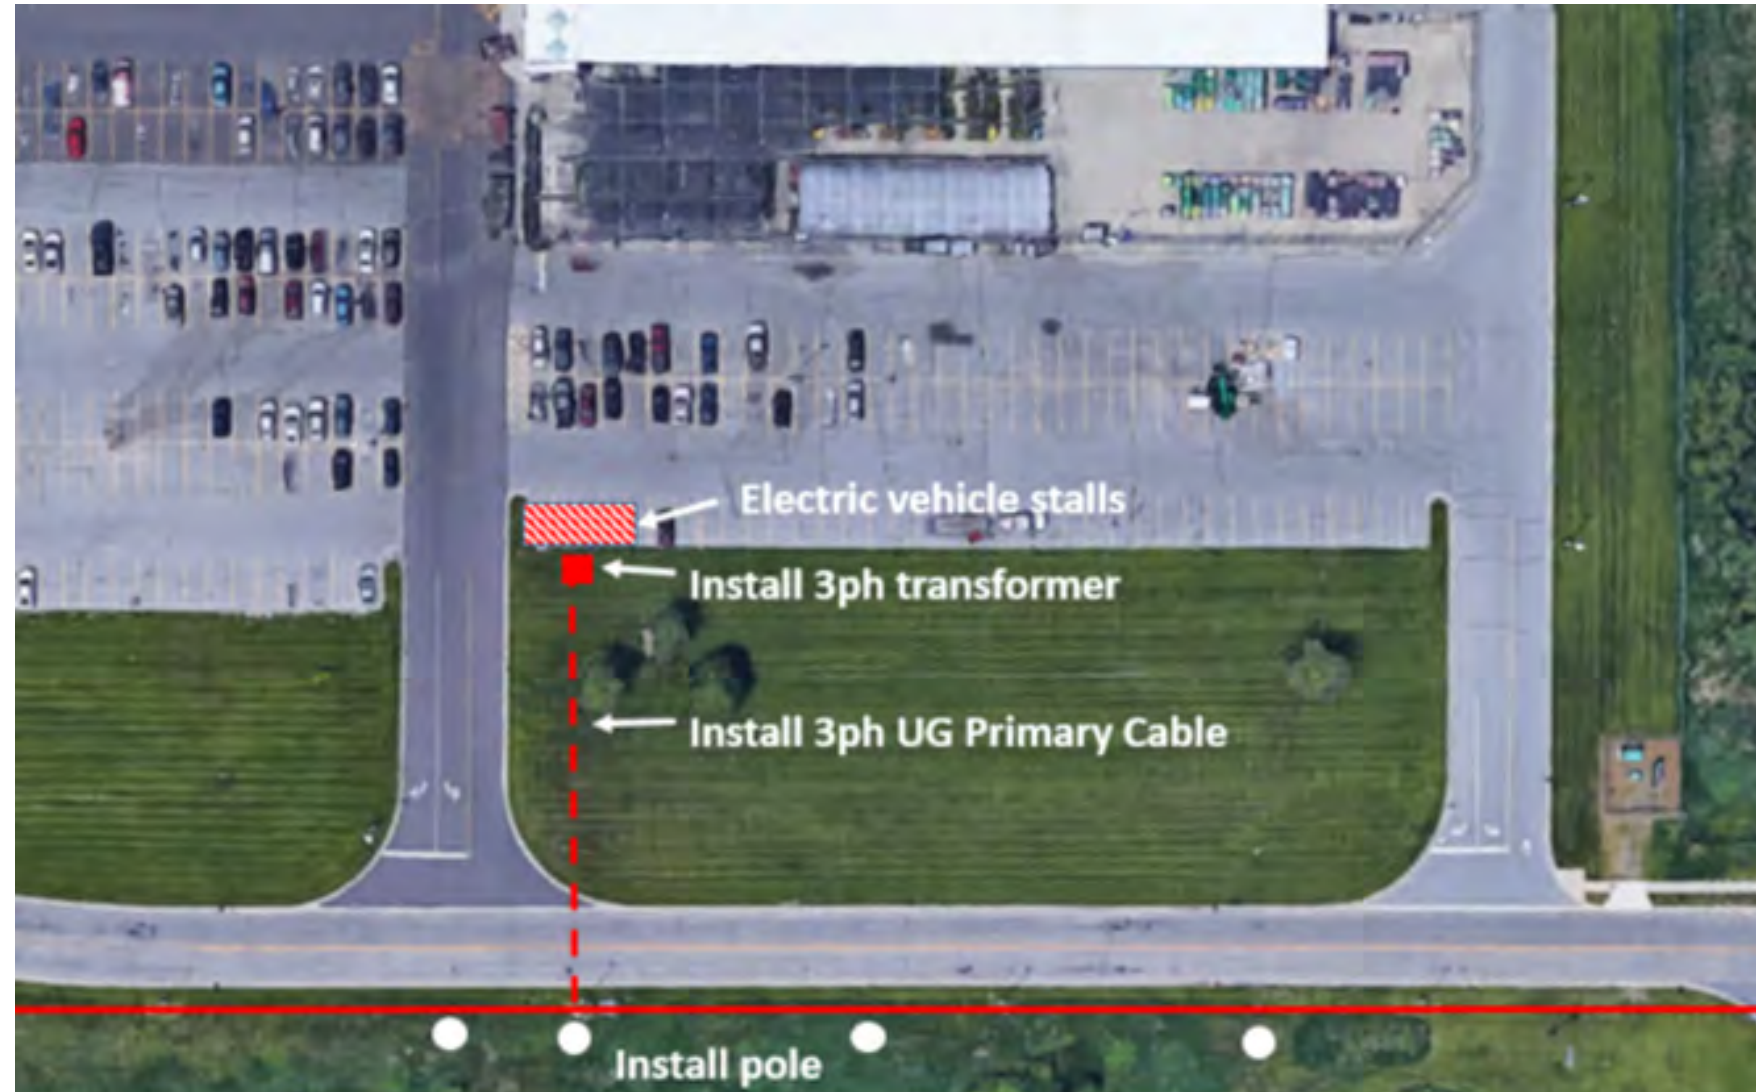 Electric vehicle stalls
Install 3ph transformer
Install 3ph UG Primary Cable
Install pole